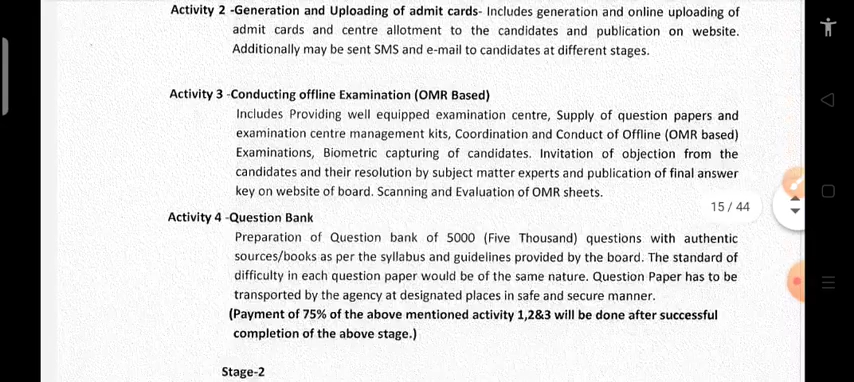 Activity 2 -Generation and Uploading of admit cards- Includes generation and online uploading of
admit cards and centre allotment to the candidates and publication on website.
Additionally may be sent SMS and e-mail to candidates at different stages.
Activity 3 -Conducting offline Examination (OMR Based)
Includes Providing well equipped examination centre, Supply of question papers and
examination centre management kits, Coordination and Conduct of Offline (OMR based)
Examinations, Biometric capturing of candidates. Invitation of objection from the
candidates and their resolution by subject matter experts and publication of final answer
key on website of board. Scanning and Evaluation of OMR sheets.
15 / 44
Activity 4 -Question Bank
Preparation of Question bank of 5000 (Five Thousand) questions with authentic
sources/books as per the syllabus and guidelines provided by the board. The standard of
difficulty in each question paper would be of the same nature. Question Paper has to be
transported by the agency at designated places in safe and secure manner.
(Payment of 75% of the above mentioned activity 1,2&3 will be done after successful
completion of the above stage.)
Stage-2